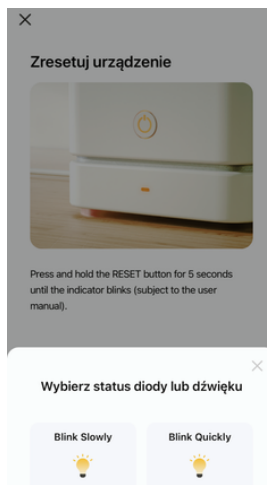 Zresetuj urządzenie
Press and hold the RESET button for 5 seconds
until the indicator blinks (subject to the user
manual).
Wybierz status diody lub dźwięku
Blink Slowly
Blink Quickly